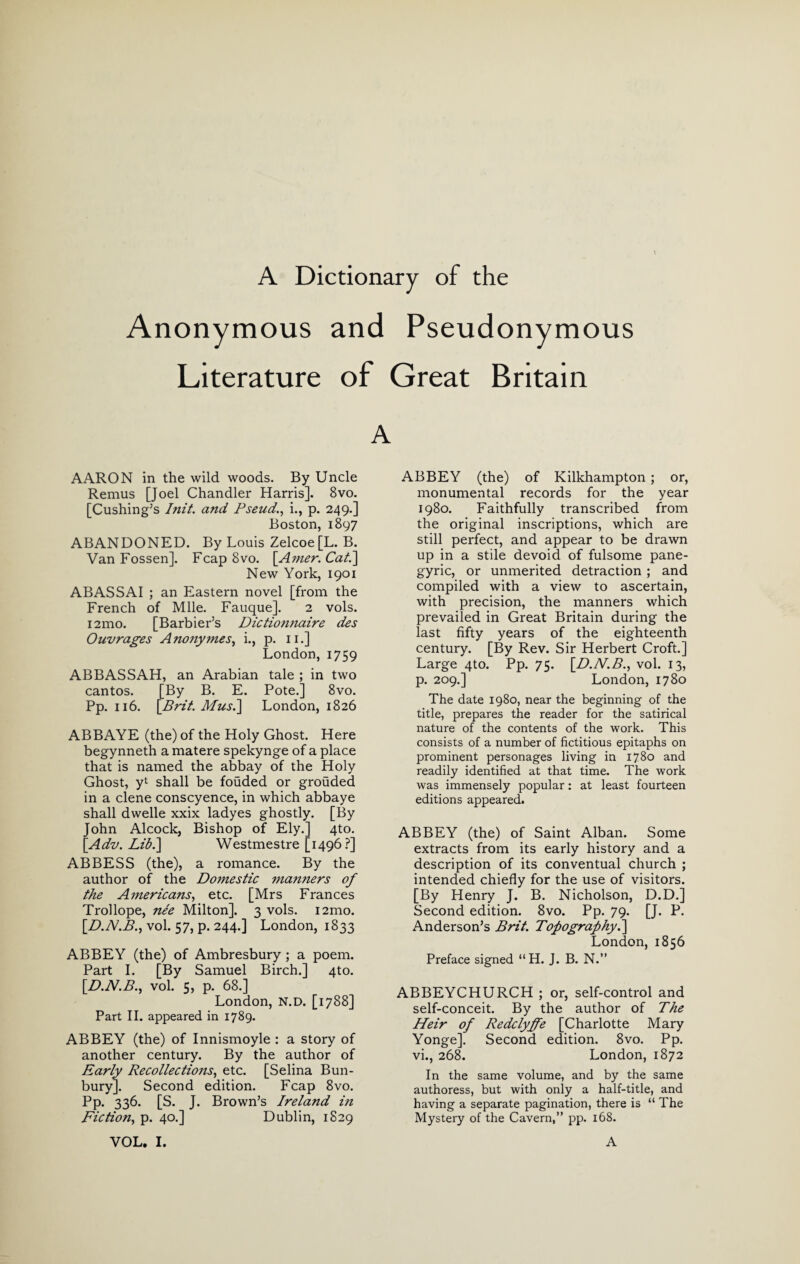 A Dictionary of the
Anonymous and Pseudonymous
Literature of Great Britain
A
AARON in the wild woods. By Uncle
Remus [Joel Chandler Harris]. 8vo.
[Cushing's Init. and Pseud., i., p. 249.]
Boston, 1897
ABANDONED. By Louis Zelcoe [L. B.
Van Fossen]. Fcap 8vo. [Amer. Cat.]
New York, 1901
ABASSAI ; an Eastern novel [from the
French of Mlle. Fauque]. 2 vols.
12mo. [Barbier's Dictionnaire des
Ouvrages Anonymes, i., p. 11.]
London, 1759
ABBASSAH, an Arabian tale ; in two
cantos. [By B. E. Pote.] 8vo.
Pp. 116. [Brit. Mus.] London, 1826
ABBAYE (the) of the Holy Ghost. Here
begynneth a matere spekynge of a place
that is named the abbay of the Holy
Ghost, yt shall be foūded or groūded
in a clene conscyence, in which abbaye
shall dwelle xxix ladyes ghostly. [By
John Alcock, Bishop of Ely.] 4to.
[Adv. Lib.] Westmestre [1496 ?]
ABBESS (the), a romance. By the
author of the Domestic manners of
the Americans, etc. [Mrs Frances
Trollope, née Milton]. 3 vols. 12mo.
[D.N.B., vol. 57, p. 244.] London, 1833
ABBEY (the) of Ambresbury ; a poem.
Part I. [By Samuel Birch.] 4to.
[D.N.B., vol. 5, p. 68.]
London, N.D. [1788]
Part II. appeared in 1789.
ABBEY (the) of Innismoyle : a story of
another century. By the author of
Early Recollections, etc. [Selina Bun-
bury]. Second edition. Fcap 8vo.
Pp. 336. [S. J. Brown's Ireland in
Fiction, p. 40.] Dublin, 1829
VOL. I.
ABBEY (the) of Kilkhampton ; or,
monumental records for the year
1980. Faithfully transcribed from
the original inscriptions, which are
still perfect, and appear to be drawn
up in a stile devoid of fulsome pane-
gyric, or unmerited detraction ; and
compiled with a view to ascertain,
with precision, the manners which
prevailed in Great Britain during the
last fifty years of the eighteenth
century. [By Rev. Sir Herbert Croft.]
Large 4to. Pp. 75. [D.N.B., vol. 13,
p. 209.] London, 1780
The date 1980, near the beginning of the
title, prepares the reader for the satirical
nature of the contents of the work. This
consists of a number of fictitious epitaphs on
prominent personages living in 1780 and
readily identified at that time. The work
was immensely popular : at least fourteen
editions appeared.
ABBEY (the) of Saint Alban. Some
extracts from its early history and a
description of its conventual church ;
intended chiefly for the use of visitors.
[By Henry J. B. Nicholson, D.D.]
Second edition. 8vo. Pp. 79. [J. P.
Anderson's Brit. Topography.]
London, 1856
Preface signed “H. J. B. N.”
ABBEYCHURCH ; or, self-control and
self-conceit. By the author of The
Heir of Redclyffe [Charlotte Mary
Yonge]. Second edition. 8vo. Pp.
vi., 268. London, 1872
In the same volume, and by the same
authoress, but with only a half-title, and
having a separate pagination, there is “The
Mystery of the Cavern,” pp. 168.
A